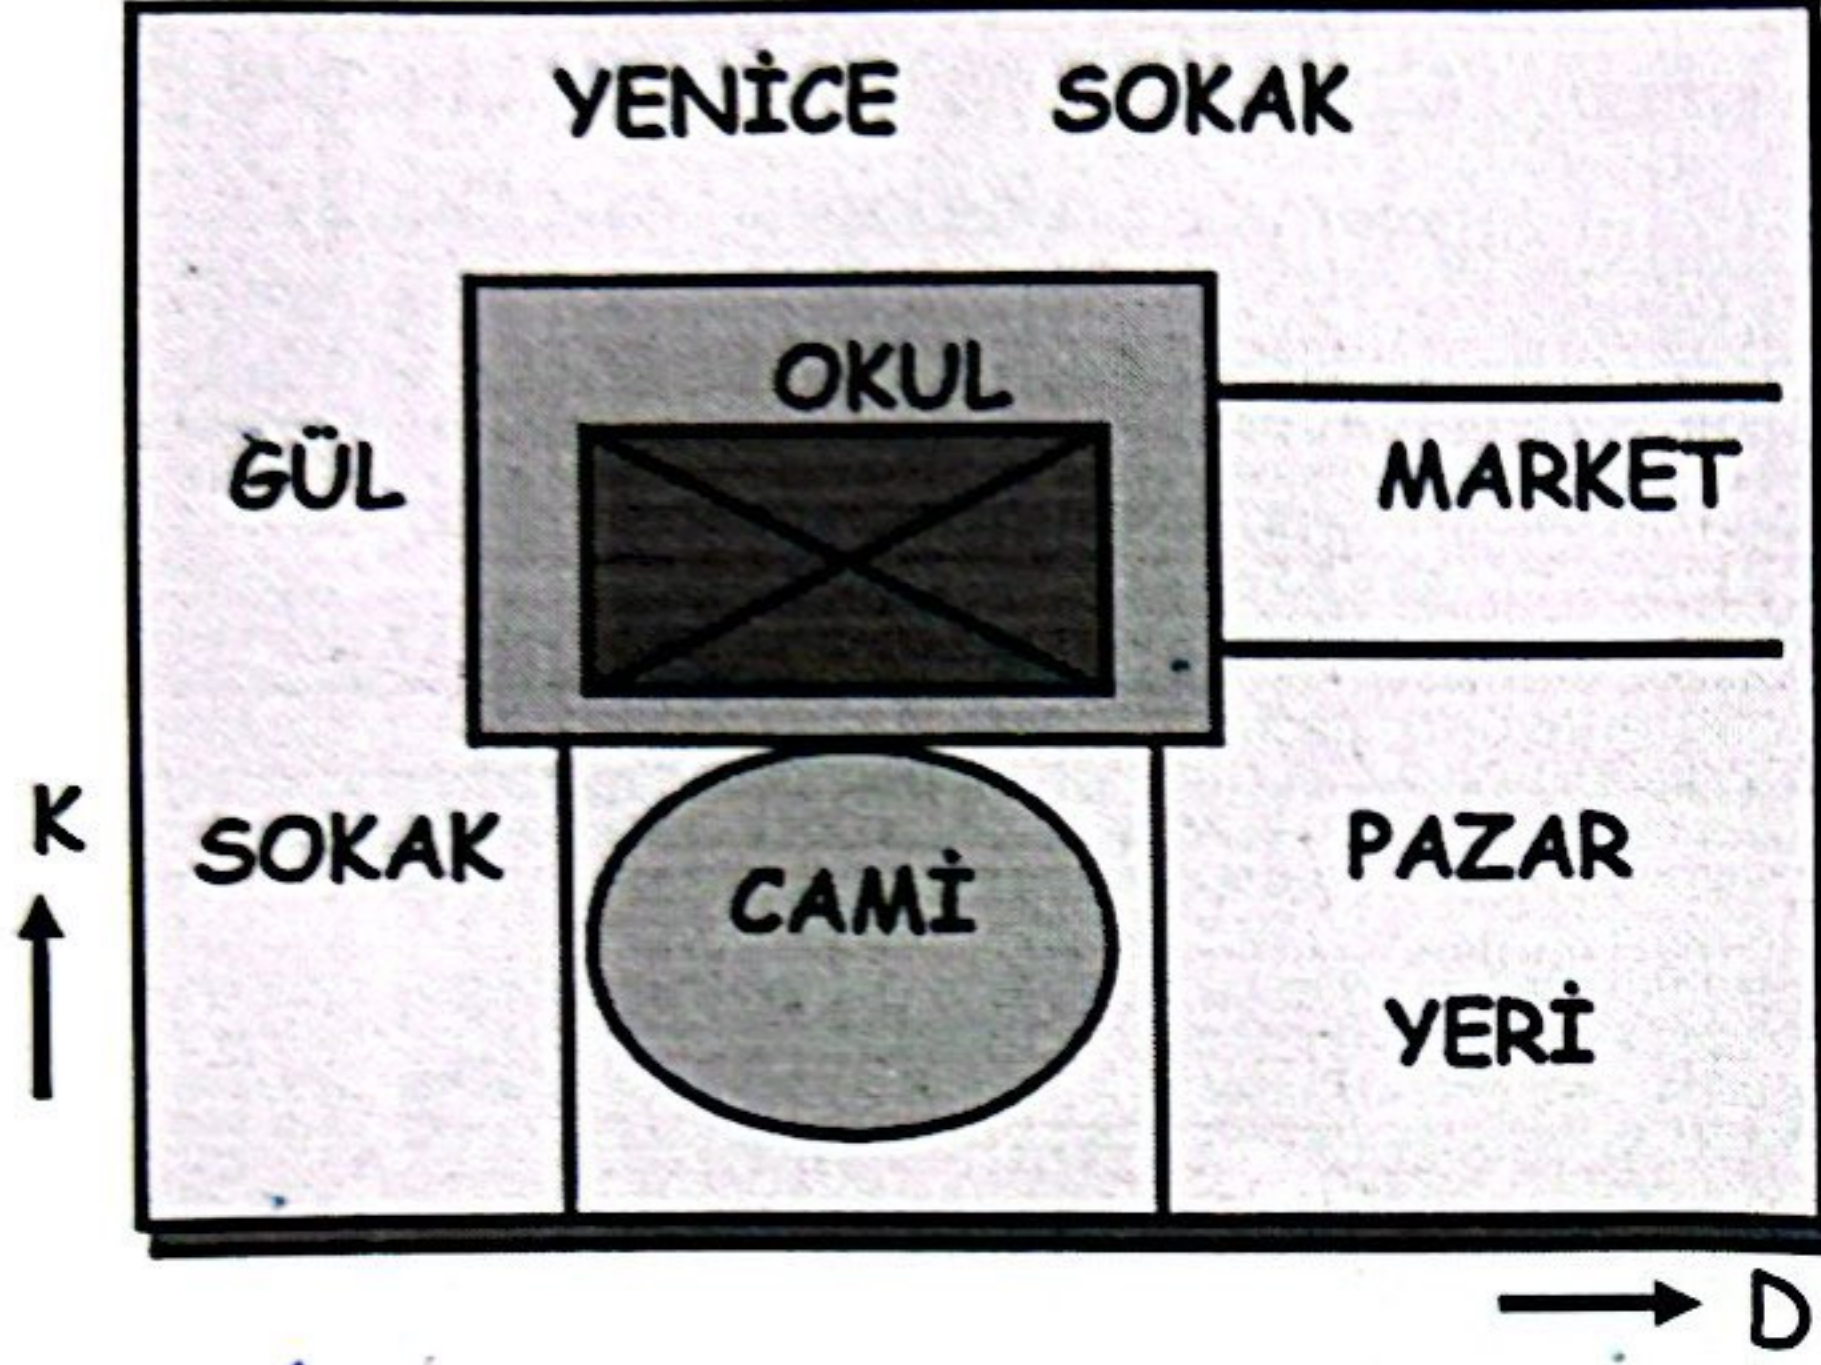 YENİCE SOKAK
OKUL
GÜL
MARKET
SOKAK
CAMİ
PAZAR
YERİ
K
D